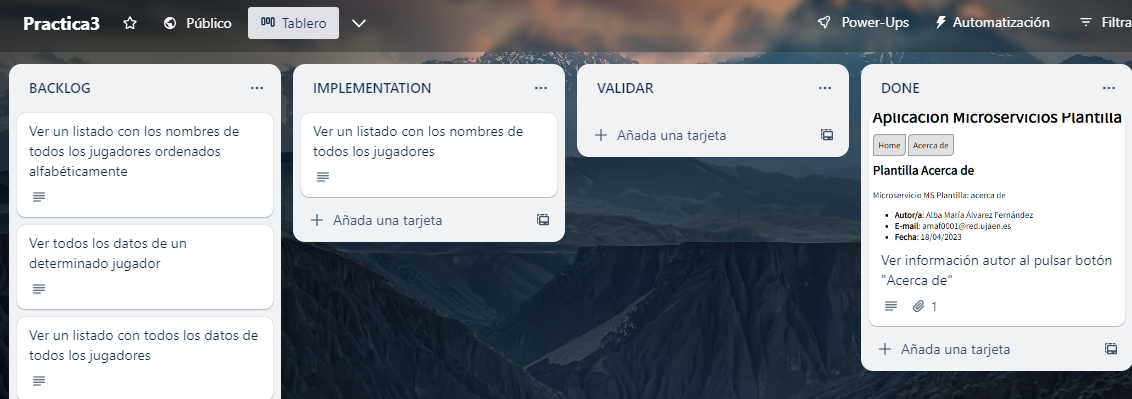 Practica3
Público
Tablero
Power-Ups
Automatización
Filtra
BACKLOG
Ver un listado con los nombres de
todos los jugadores ordenados
alfabéticamente
Ver todos los datos de un
determinado jugador
Ver un listado con todos los datos de
todos los jugadores
IMPLEMENTATION
Ver un listado con los nombres de
todos los jugadores
Añada una tarjeta
VALIDAR
Añada una tarjeta
DONE
Aplicación Microservicios Plantilla
Home
Acerca de
Plantilla Acerca de
Microservicio MS Plantilla: acerca de
Autor/a: Alba María Álvarez Fernández
E-mail: amaf0001@red.ujaen.es
Fecha: 18/04/2023
Ver información autor al pulsar botón
"Acerca de"
1
Añada una tarjeta